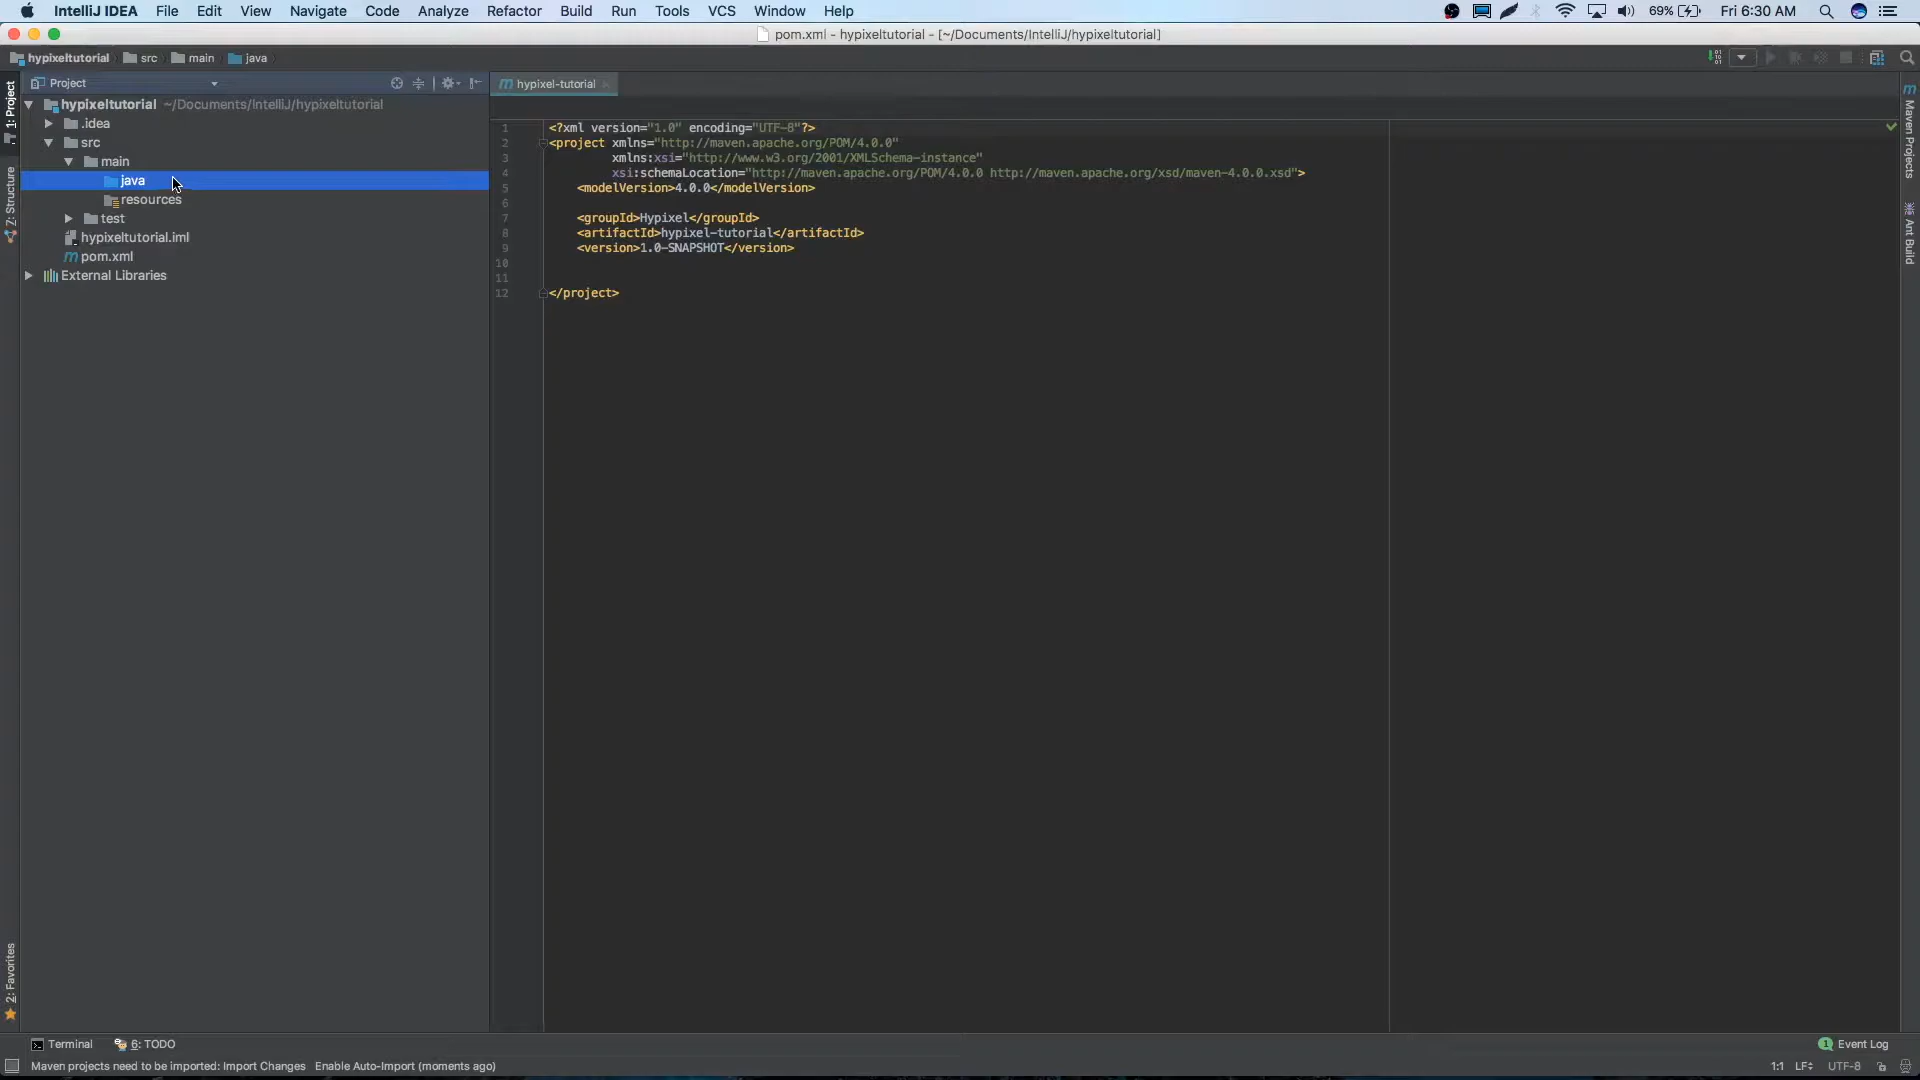 IntelliJ IDEA File Edit View Navigate Code Analyze Refactor Build Run Tools VCS Window Help 69% Fri 6:30 AM
pom.xml - hypixeltutorial - [~/Documents/IntelliJ/hypixeltutorial]
hypixeltutorial src main java
Project
hypixel-tutorial
hypixeltutorial ~/Documents/IntelliJ/hypixeltutorial
.idea
src
main
java
resources
test
hypixeltutorial.iml
pom.xml
External Libraries
1: Project
7: Structure
2: Favorites
1 <?xml version="1.0" encoding="UTF-8"?>
2 <project xmlns="http://maven.apache.org/POM/4.0.0"
3 xmlns:xsi="http://www.w3.org/2001/XMLSchema-instance"
4 xsi:schemaLocation="http://maven.apache.org/POM/4.0.0 http://maven.apache.org/xsd/maven-4.0.0.xsd">
5 <modelVersion>4.0.0</modelVersion>
6
7 <groupId>Hypixel</groupId>
8 <artifactId>hypixel-tutorial</artifactId>
9 <version>1.0-SNAPSHOT</version>
10
11
12 </project>
Maven Projects
Ant Build
Terminal 6: TODO 1 Event Log
Maven projects need to be imported: Import Changes Enable Auto-Import (moments ago) 1:1 LF UTF-8